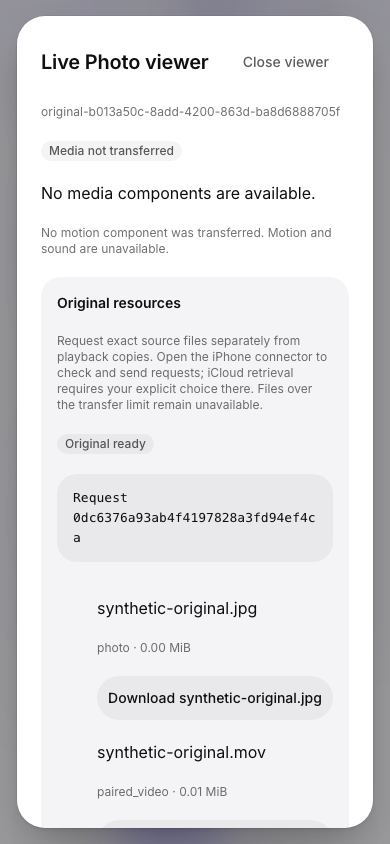 Live Photo viewer
Close viewer
original-b013a50c-8add-4200-863d-ba8d6888705f
Media not transferred
No media components are available.
No motion component was transferred. Motion and
sound are unavailable.
Original resources
Request exact source files separately from
playback copies. Open the iPhone connector to
check and send requests; iCloud retrieval
requires your explicit choice there. Files over
the transfer limit remain unavailable.
Original ready
Request
0dc6376a93ab4f4197828a3fd94ef4c
a
synthetic-original.jpg
photo · 0.00 MiB
Download synthetic-original.jpg
synthetic-original.mov
paired_video · 0.01 MiB